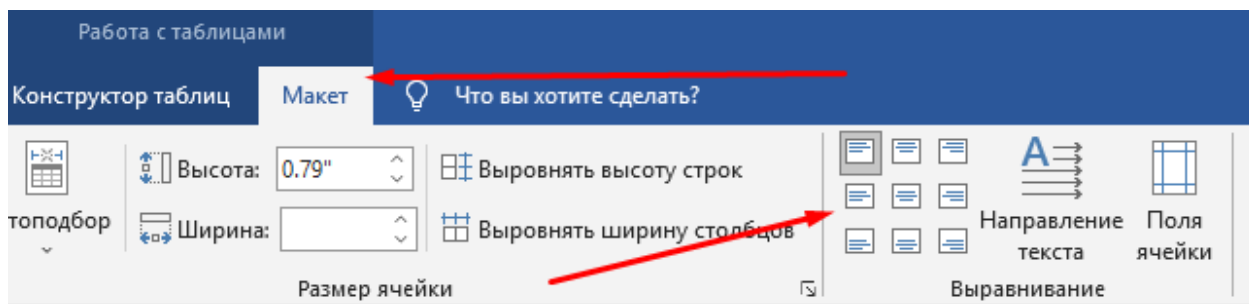 Работа с таблицами
Конструктор таблиц Макет Что вы хотите сделать?
Высота: 0.79" Выровнять высоту строк
топодбор Ширина: Выровнять ширину столбцов
Направление текста
Поля ячейки
Размер ячейки Выравнивание